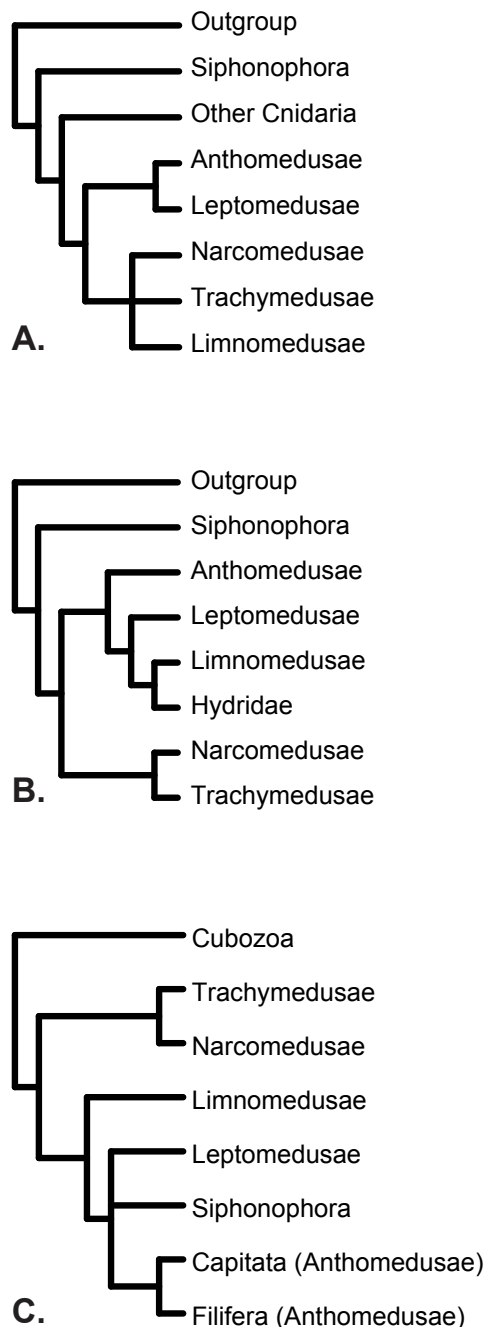 Outgroup
Siphonophora
Other Cnidaria
Anthomedusae
Leptomedusae
Narcomedusae
Trachymedusae
Limnomedusae
A.
Outgroup
Siphonophora
Anthomedusae
Leptomedusae
Limnomedusae
Hydridae
Narcomedusae
Trachymedusae
B.
Cubozoa
Trachymedusae
Narcomedusae
Limnomedusae
Leptomedusae
Siphonophora
Capitata (Anthomedusae)
Filifera (Anthomedusae)
C.